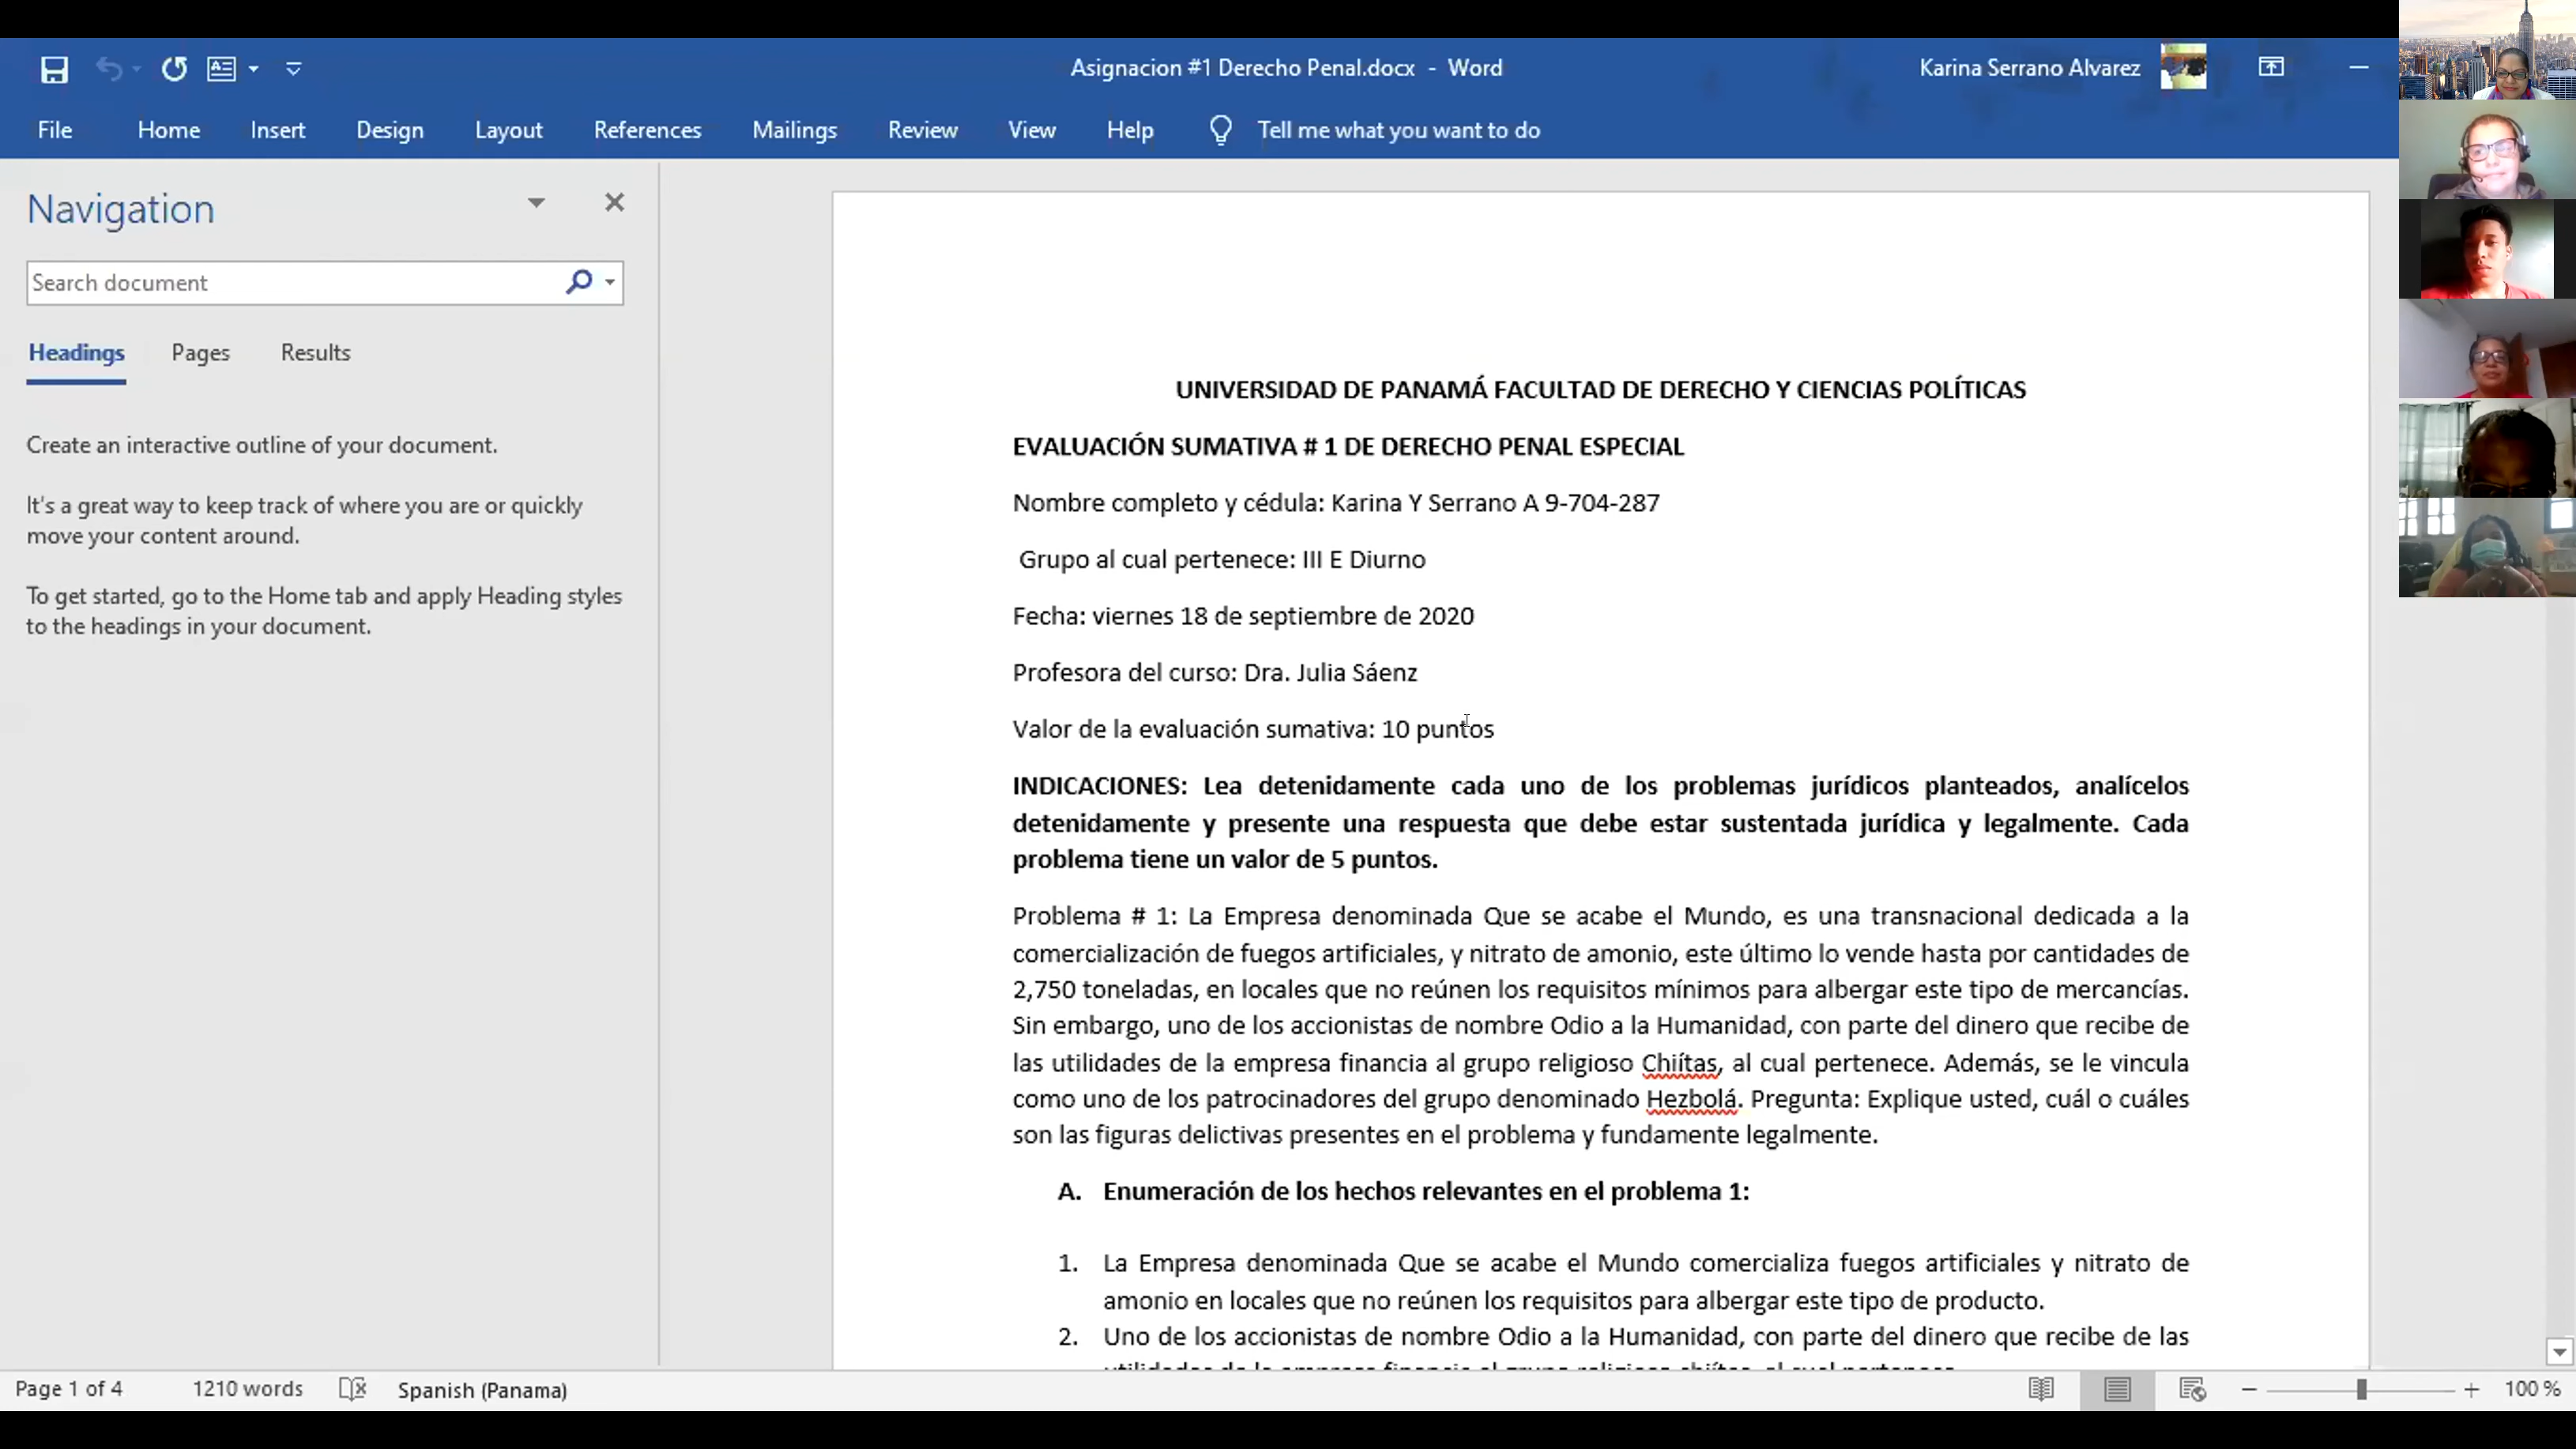 Asignacion #1 Derecho Penal.docx - Word
Karina Serrano Alvarez
File Home Insert Design Layout References Mailings Review View Help Tell me what you want to do
Navigation
Search document
Headings Pages Results
Create an interactive outline of your document.
It's a great way to keep track of where you are or quickly
move your content around.
To get started, go to the Home tab and apply Heading styles
to the headings in your document.
UNIVERSIDAD DE PANAMÁ FACULTAD DE DERECHO Y CIENCIAS POLÍTICAS
EVALUACIÓN SUMATIVA # 1 DE DERECHO PENAL ESPECIAL
Nombre completo y cédula: Karina Y Serrano A 9-704-287
Grupo al cual pertenece: III E Diurno
Fecha: viernes 18 de septiembre de 2020
Profesora del curso: Dra. Julia Sáenz
Valor de la evaluación sumativa: 10 puntos
INDICACIONES: Lea detenidamente cada uno de los problemas jurídicos planteados, analícelos
detenidamente y presente una respuesta que debe estar sustentada jurídica y legalmente. Cada
problema tiene un valor de 5 puntos.
Problema # 1: La Empresa denominada Que se acabe el Mundo, es una transnacional dedicada a la
comercialización de fuegos artificiales, y nitrato de amonio, este último lo vende hasta por cantidades de
2,750 toneladas, en locales que no reúnen los requisitos mínimos para albergar este tipo de mercancías.
Sin embargo, uno de los accionistas de nombre Odio a la Humanidad, con parte del dinero que recibe de
las utilidades de la empresa financia al grupo religioso Chiítas, al cual pertenece. Además, se le vincula
como uno de los patrocinadores del grupo denominado Hezbolá. Pregunta: Explique usted, cuál o cuáles
son las figuras delictivas presentes en el problema y fundamente legalmente.
A. Enumeración de los hechos relevantes en el problema 1:
1. La Empresa denominada Que se acabe el Mundo comercializa fuegos artificiales y nitrato de
amonio en locales que no reúnen los requisitos para albergar este tipo de producto.
2. Uno de los accionistas de nombre Odio a la Humanidad, con parte del dinero que recibe de las
utilidades de la empresa financia al grupo religioso chiítas, al cual pertenece.
Page 1 of 4 1210 words Spanish (Panama) 100 %